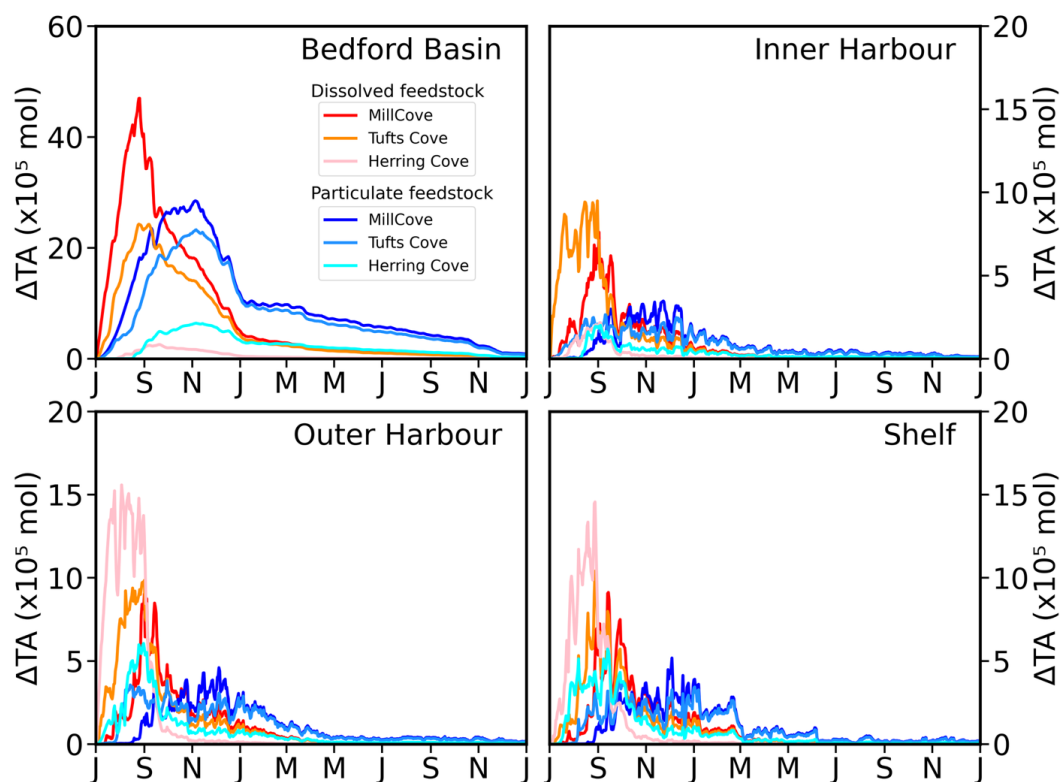 Bedford Basin
60
40
20
0
ΔTA (x10⁵ mol)
Dissolved feedstock
MillCove
Tufts Cove
Herring Cove
Particulate feedstock
MillCove
Tufts Cove
Herring Cove
J S N J M M J S N J
Inner Harbour
20
15
10
5
0
ΔTA (x10⁵ mol)
J S N J M M J S N J
Outer Harbour
20
15
10
5
0
ΔTA (x10⁵ mol)
J S N J M M J S N J
Shelf
20
15
10
5
0
ΔTA (x10⁵ mol)
J S N J M M J S N J